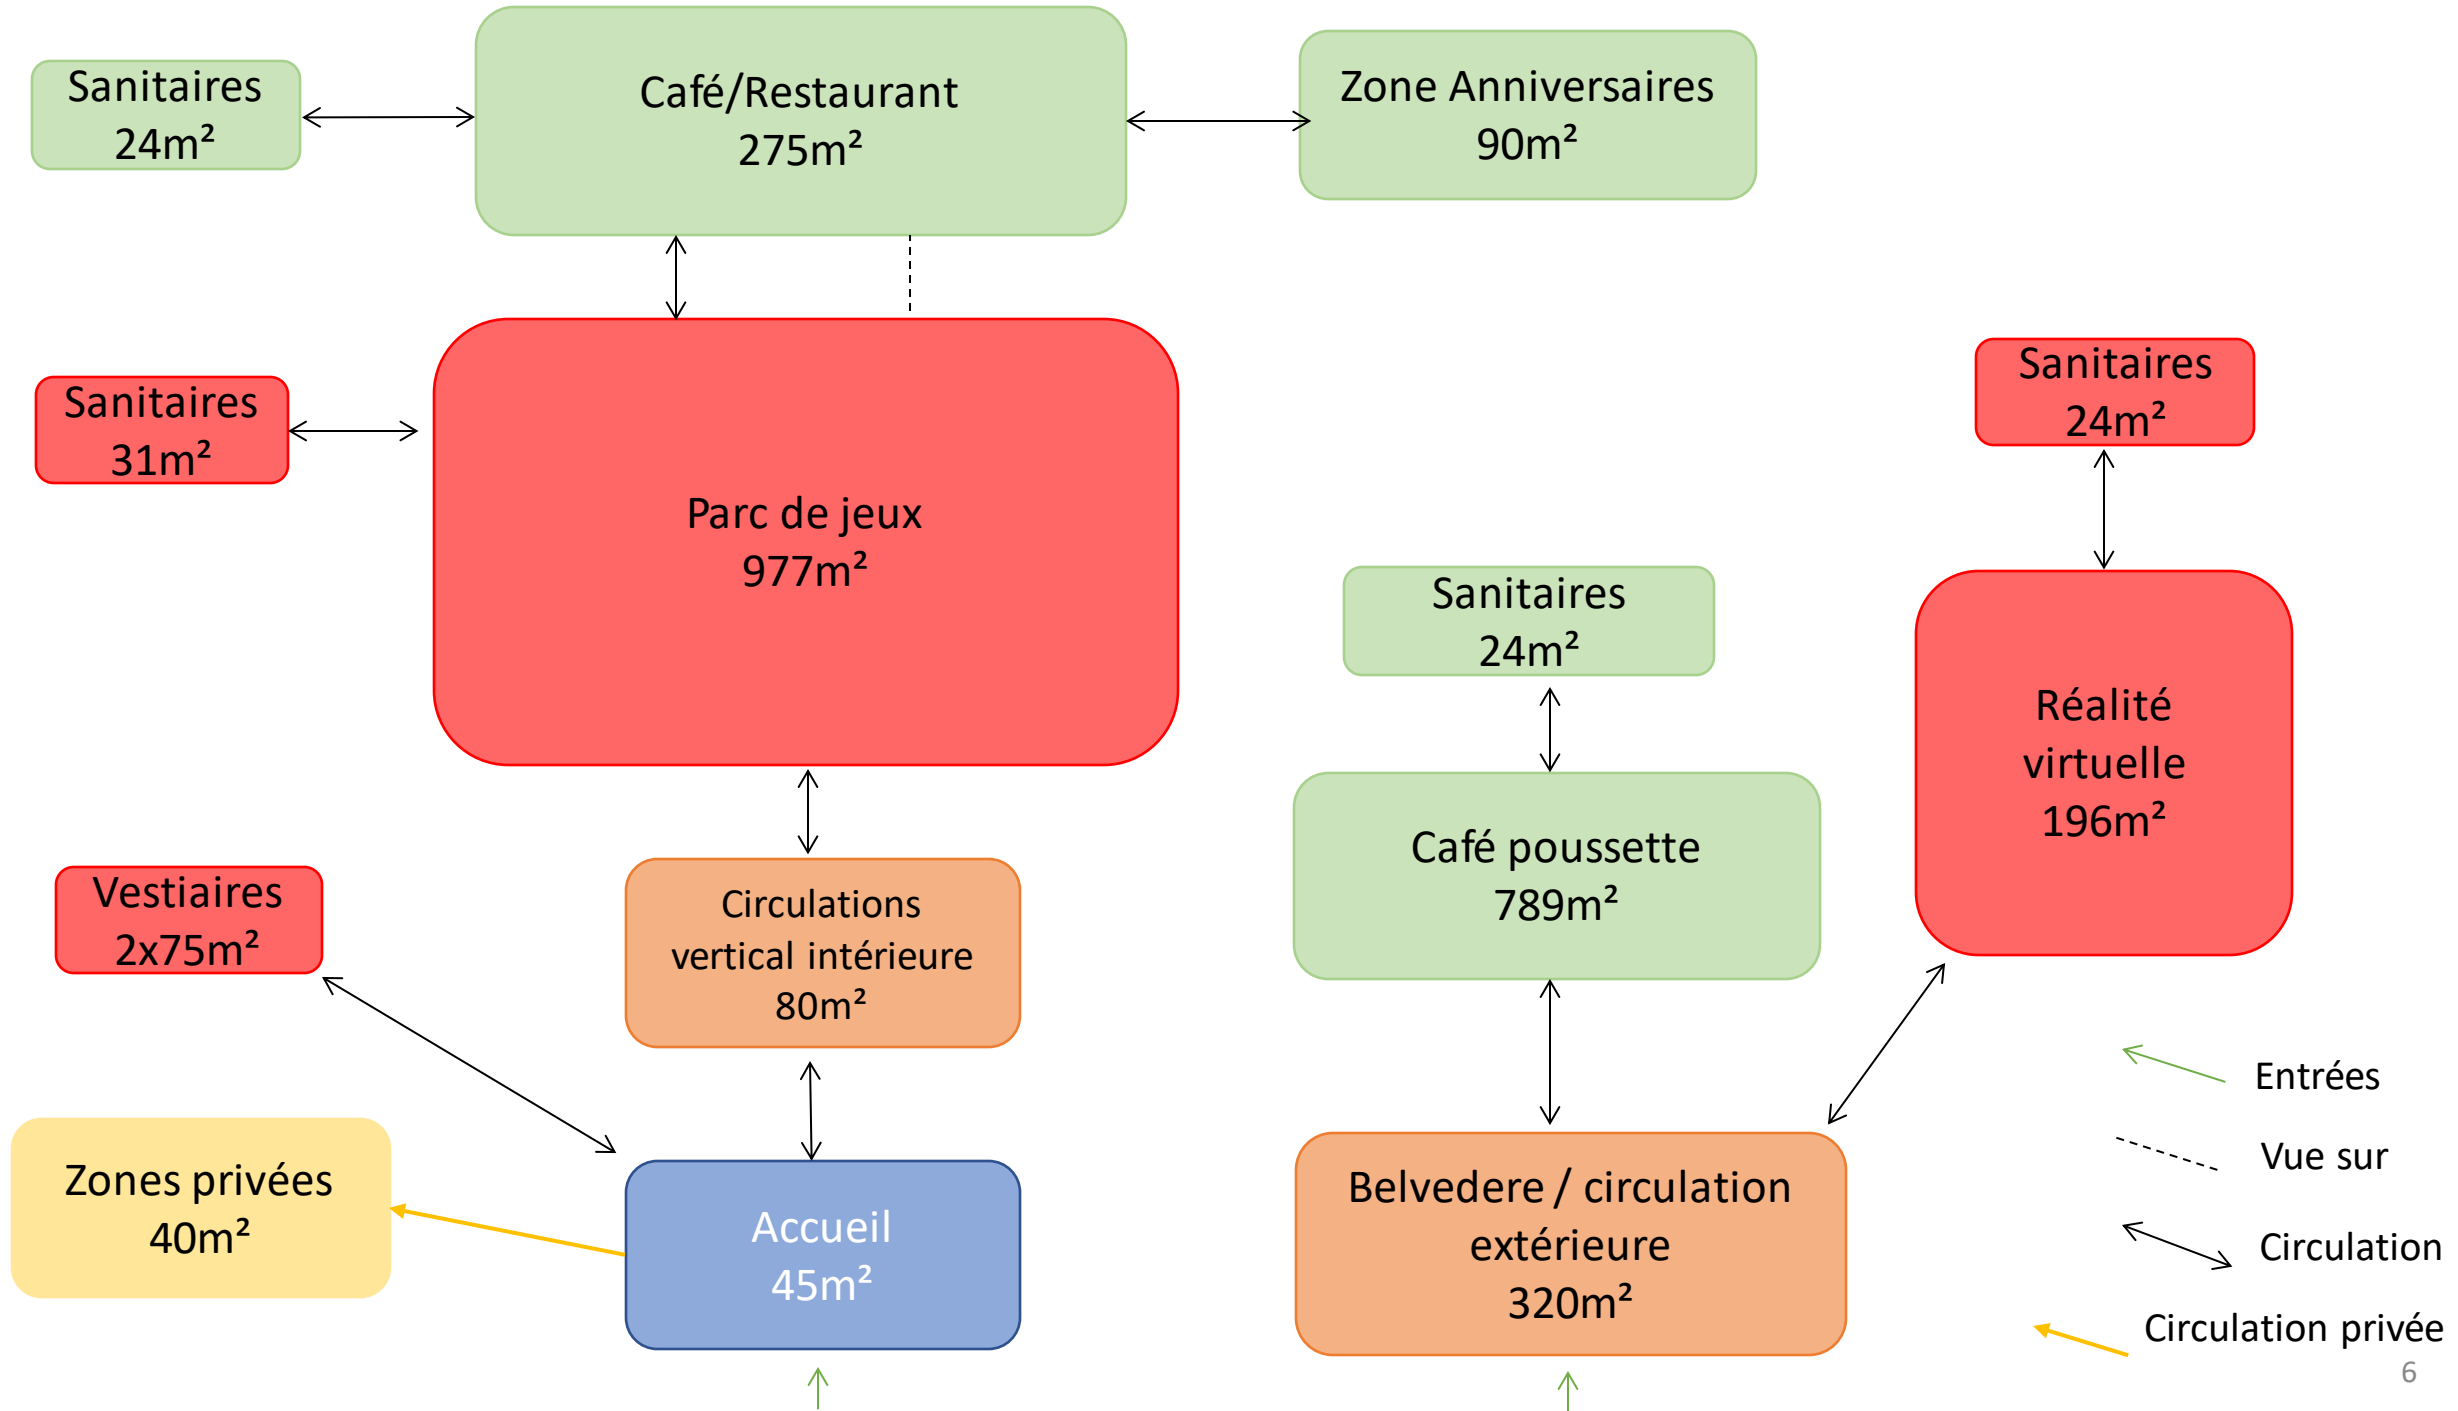 Sanitaires
24m²
Café/Restaurant
275m²
Zone Anniversaires
90m²
Sanitaires
31m²
Parc de jeux
977m²
Sanitaires
24m²
Sanitaires
24m²
Réalité
virtuelle
196m²
Café poussette
789m²
Vestiaires
2x75m²
Circulations
vertical intérieure
80m²
Zones privées
40m²
Accueil
45m²
Belvedere / circulation
extérieure
320m²
Entrées
Vue sur
Circulation
Circulation privée
6